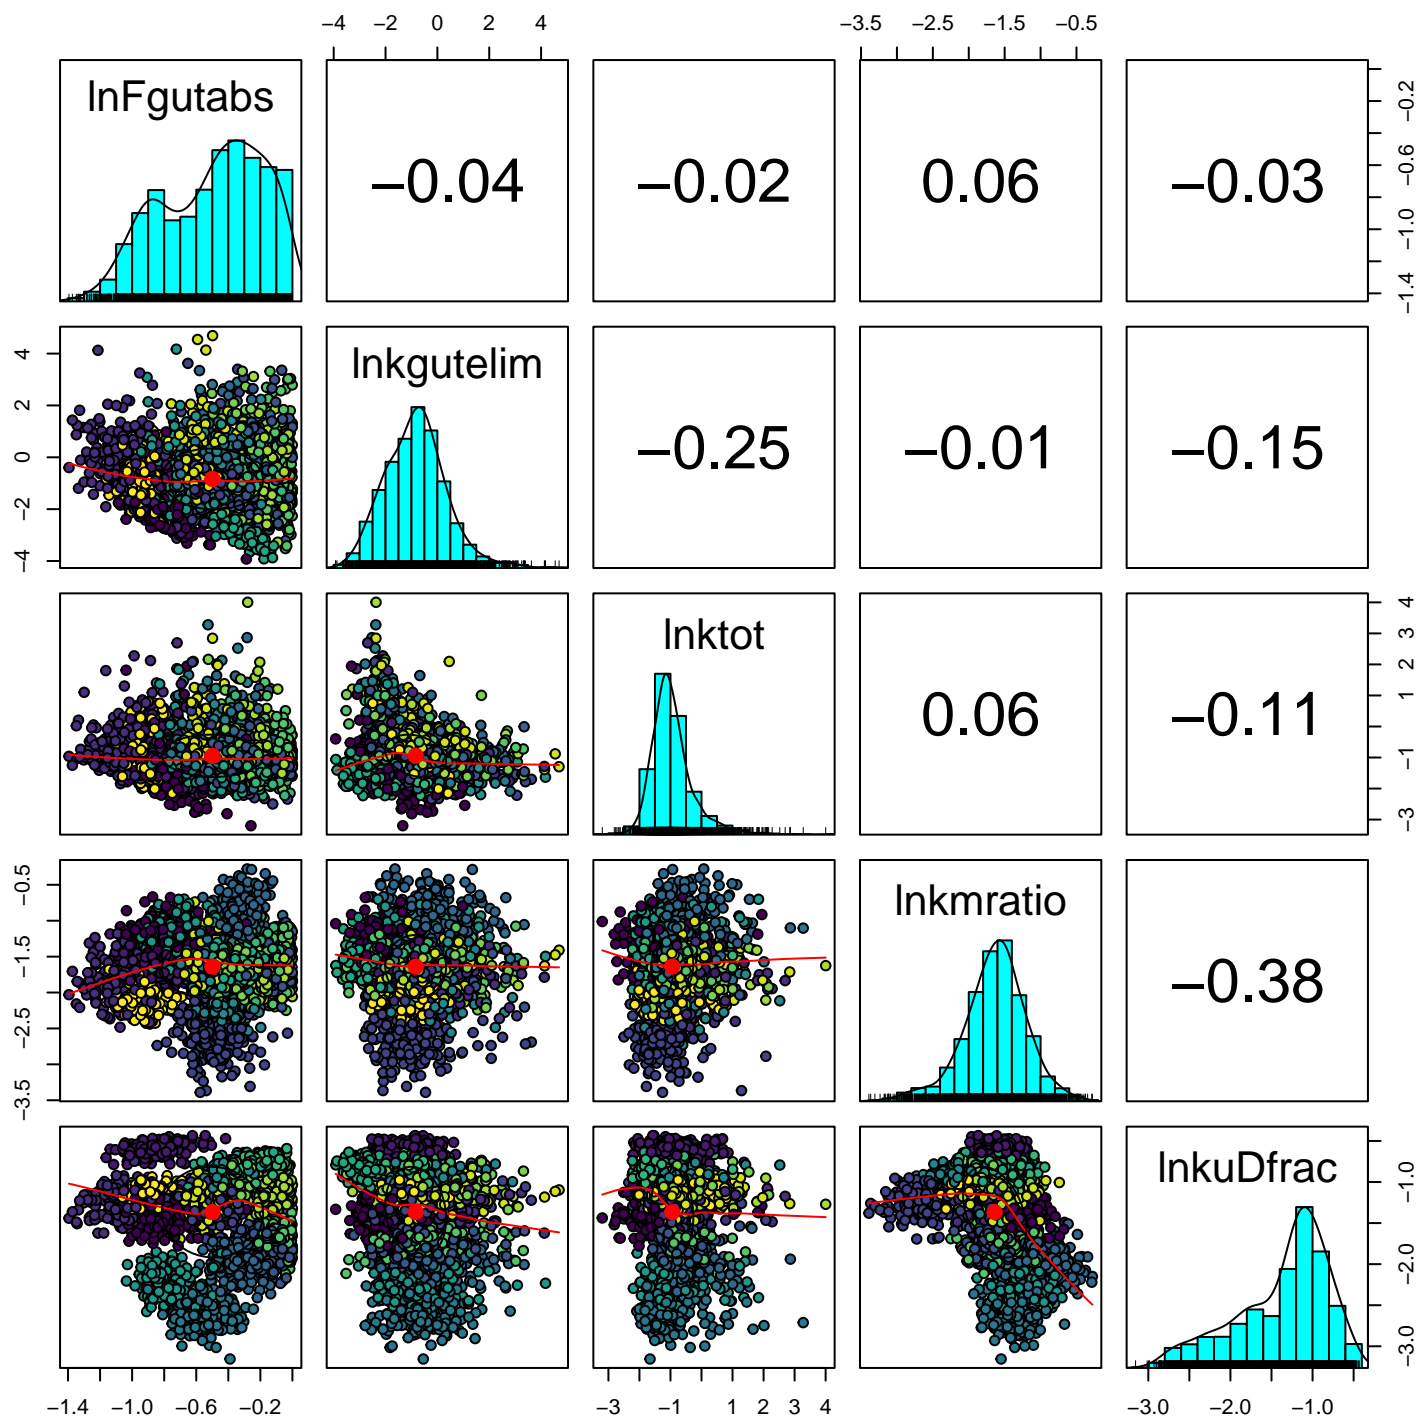 −4 0 2 4 −3.5 −2.5 −1.5 −0.5
lnFgutabs −0.04 −0.02 0.06 −0.03
−1.4 −1.0 −0.6 −0.2
4 2 0 −2 −4
lnkgutelim −0.25 −0.01 −0.15
lnktot 0.06 −0.11
−3 −1 1 2 3 4
−3.5 −2.5 −1.5 −0.5
lnkmratio −0.38
lnkuDfrac
−3.0 −2.0 −1.0
−1.4 −1.0 −0.6 −0.2 −3 −1 1 2 3 4 −3.0 −2.0 −1.0